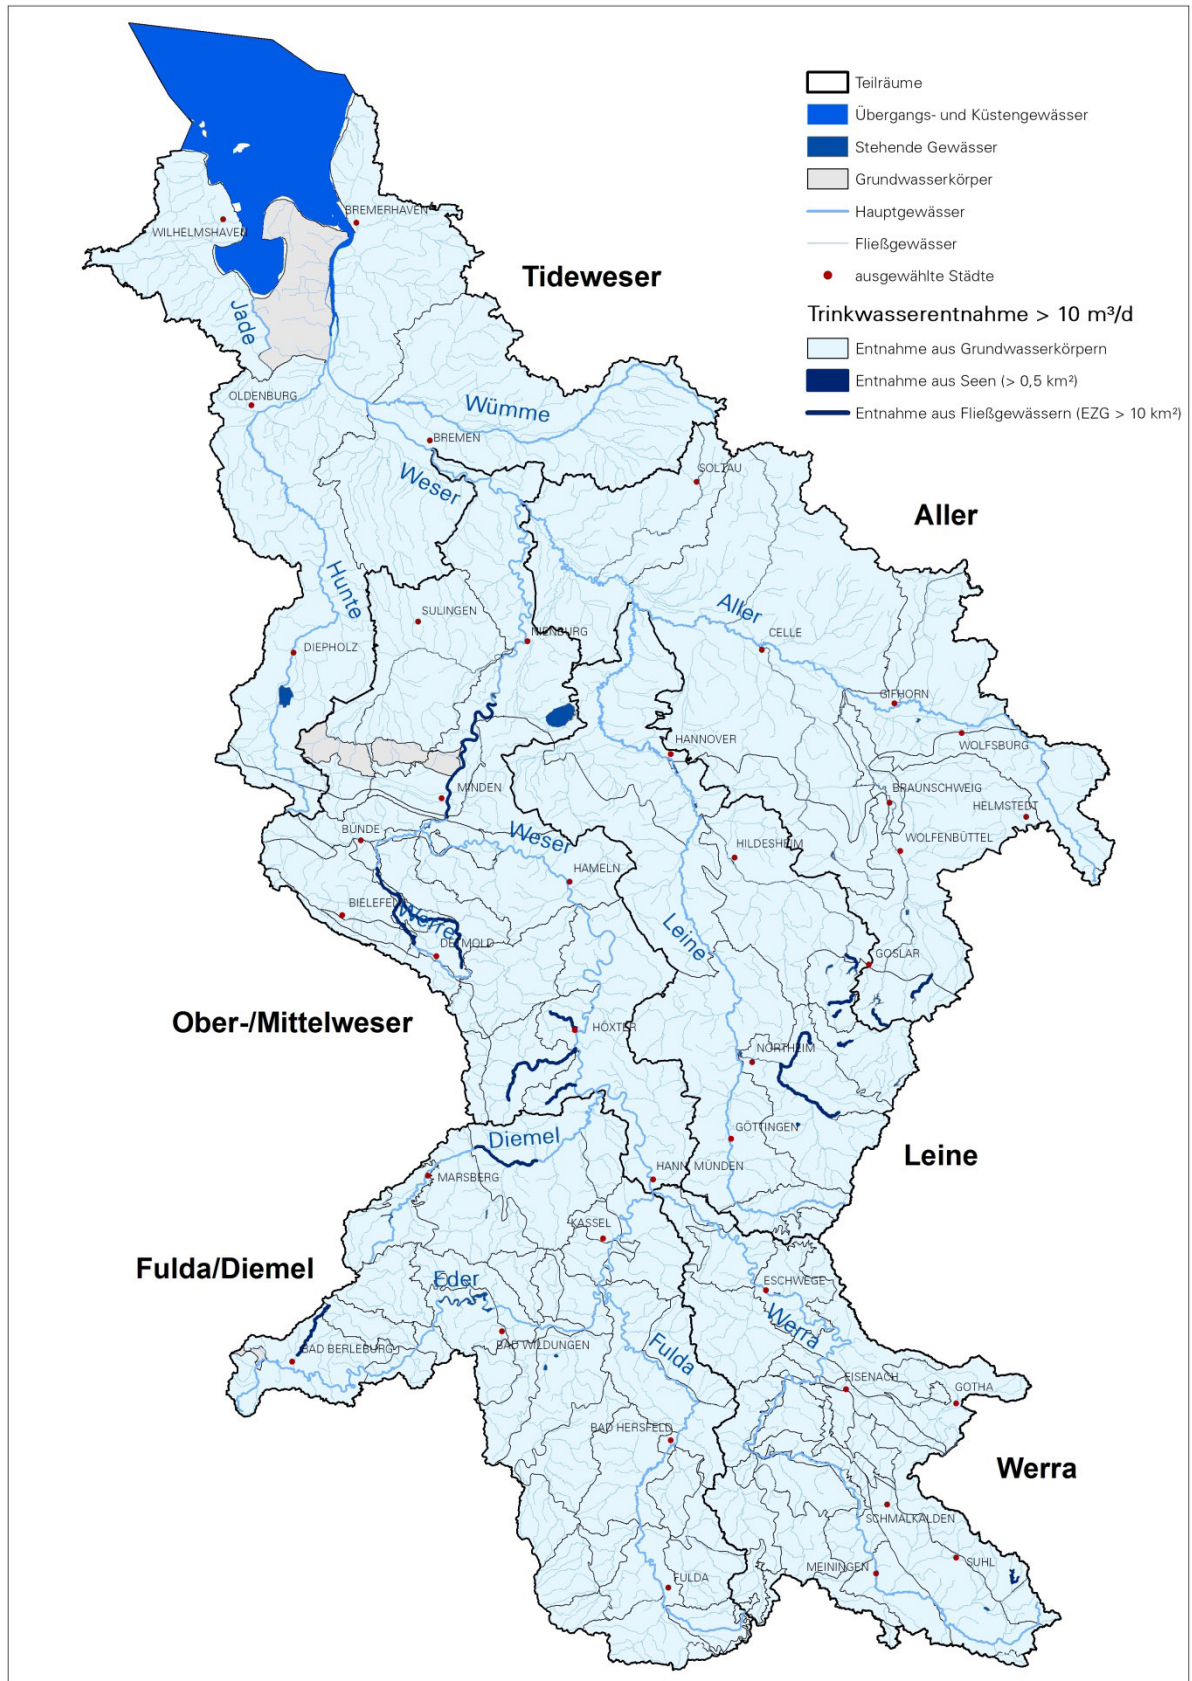 Teilräume
Übergangs- und Küstengewässer
Stehende Gewässer
Grundwasserkörper
Hauptgewässer
Fließgewässer
ausgewählte Städte
Trinkwasserentnahme > 10 m³/d
Entnahme aus Grundwasserkörpern
Entnahme aus Seen (> 0,5 km²)
Entnahme aus Fließgewässern (EZG > 10 km²)
BREMERHAVEN
WILHELMSHAVEN
Tideweser
Jade
OLDENBURG
Wümme
BREMEN
Weser
SOLTAU
Aller
Hunte
Aller
SULINGEN
NIENBURG
CELLE
DIEPHOLZ
GIFHORN
HANNOVER
WOLFSBURG
MINDEN
BRAUNSCHWEIG
HELMSTEDT
BÜNDE
Weser
HILDESHEIM
WOLFENBÜTTEL
HAMELN
BIELEFELD
Werre
Leine
DETMOLD
GOSLAR
Ober-/Mittelweser
HÖXTER
NORTHEIM
Diemel
GÖTTINGEN
Leine
MARSBERG
HANN. MÜNDEN
KASSEL
Fulda/Diemel
Eder
ESCHWEGE
Werra
BAD WILDUNGEN
BAD BERLEBURG
Fulda
EISENACH
GOTHA
BAD HERSFELD
Werra
SCHMALKALDEN
SUHL
MEININGEN
FULDA